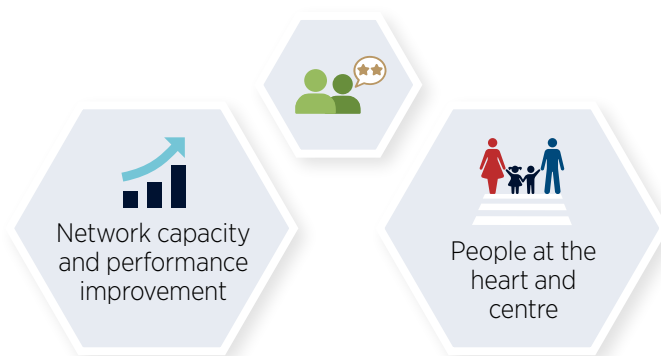 Network capacity
and performance
improvement
People at the
heart and
centre